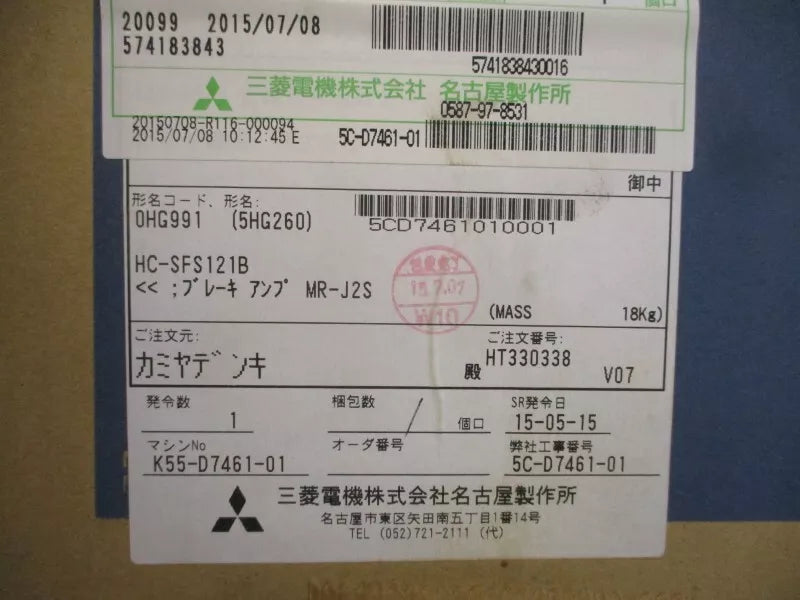 20099 2015/07/08
574183843
5741838430016
三菱電機株式会社 名古屋製作所
0587-97-8531
20150708-R116-000094
2015/07/08 10:12:45 E
5C-D7461-01
御中
形名コード、形名:
0HG991 (5HG260)
5CD7461010001
HC-SFS121B
<< ;ブレーキ アンプ MR-J2S
(MASS 18Kg)
ご注文元:
カミヤデンキ 殿
ご注文番号:
HT330338
V07
発令数 梱包数 SR発令日
1 / 個口 15-05-15
マシンNo オーダ番号 弊社工事番号
K55-D7461-01 5C-D7461-01
三菱電機株式会社名古屋製作所
名古屋市東区矢田南五丁目1番14号
TEL (052)721-2111 (代)